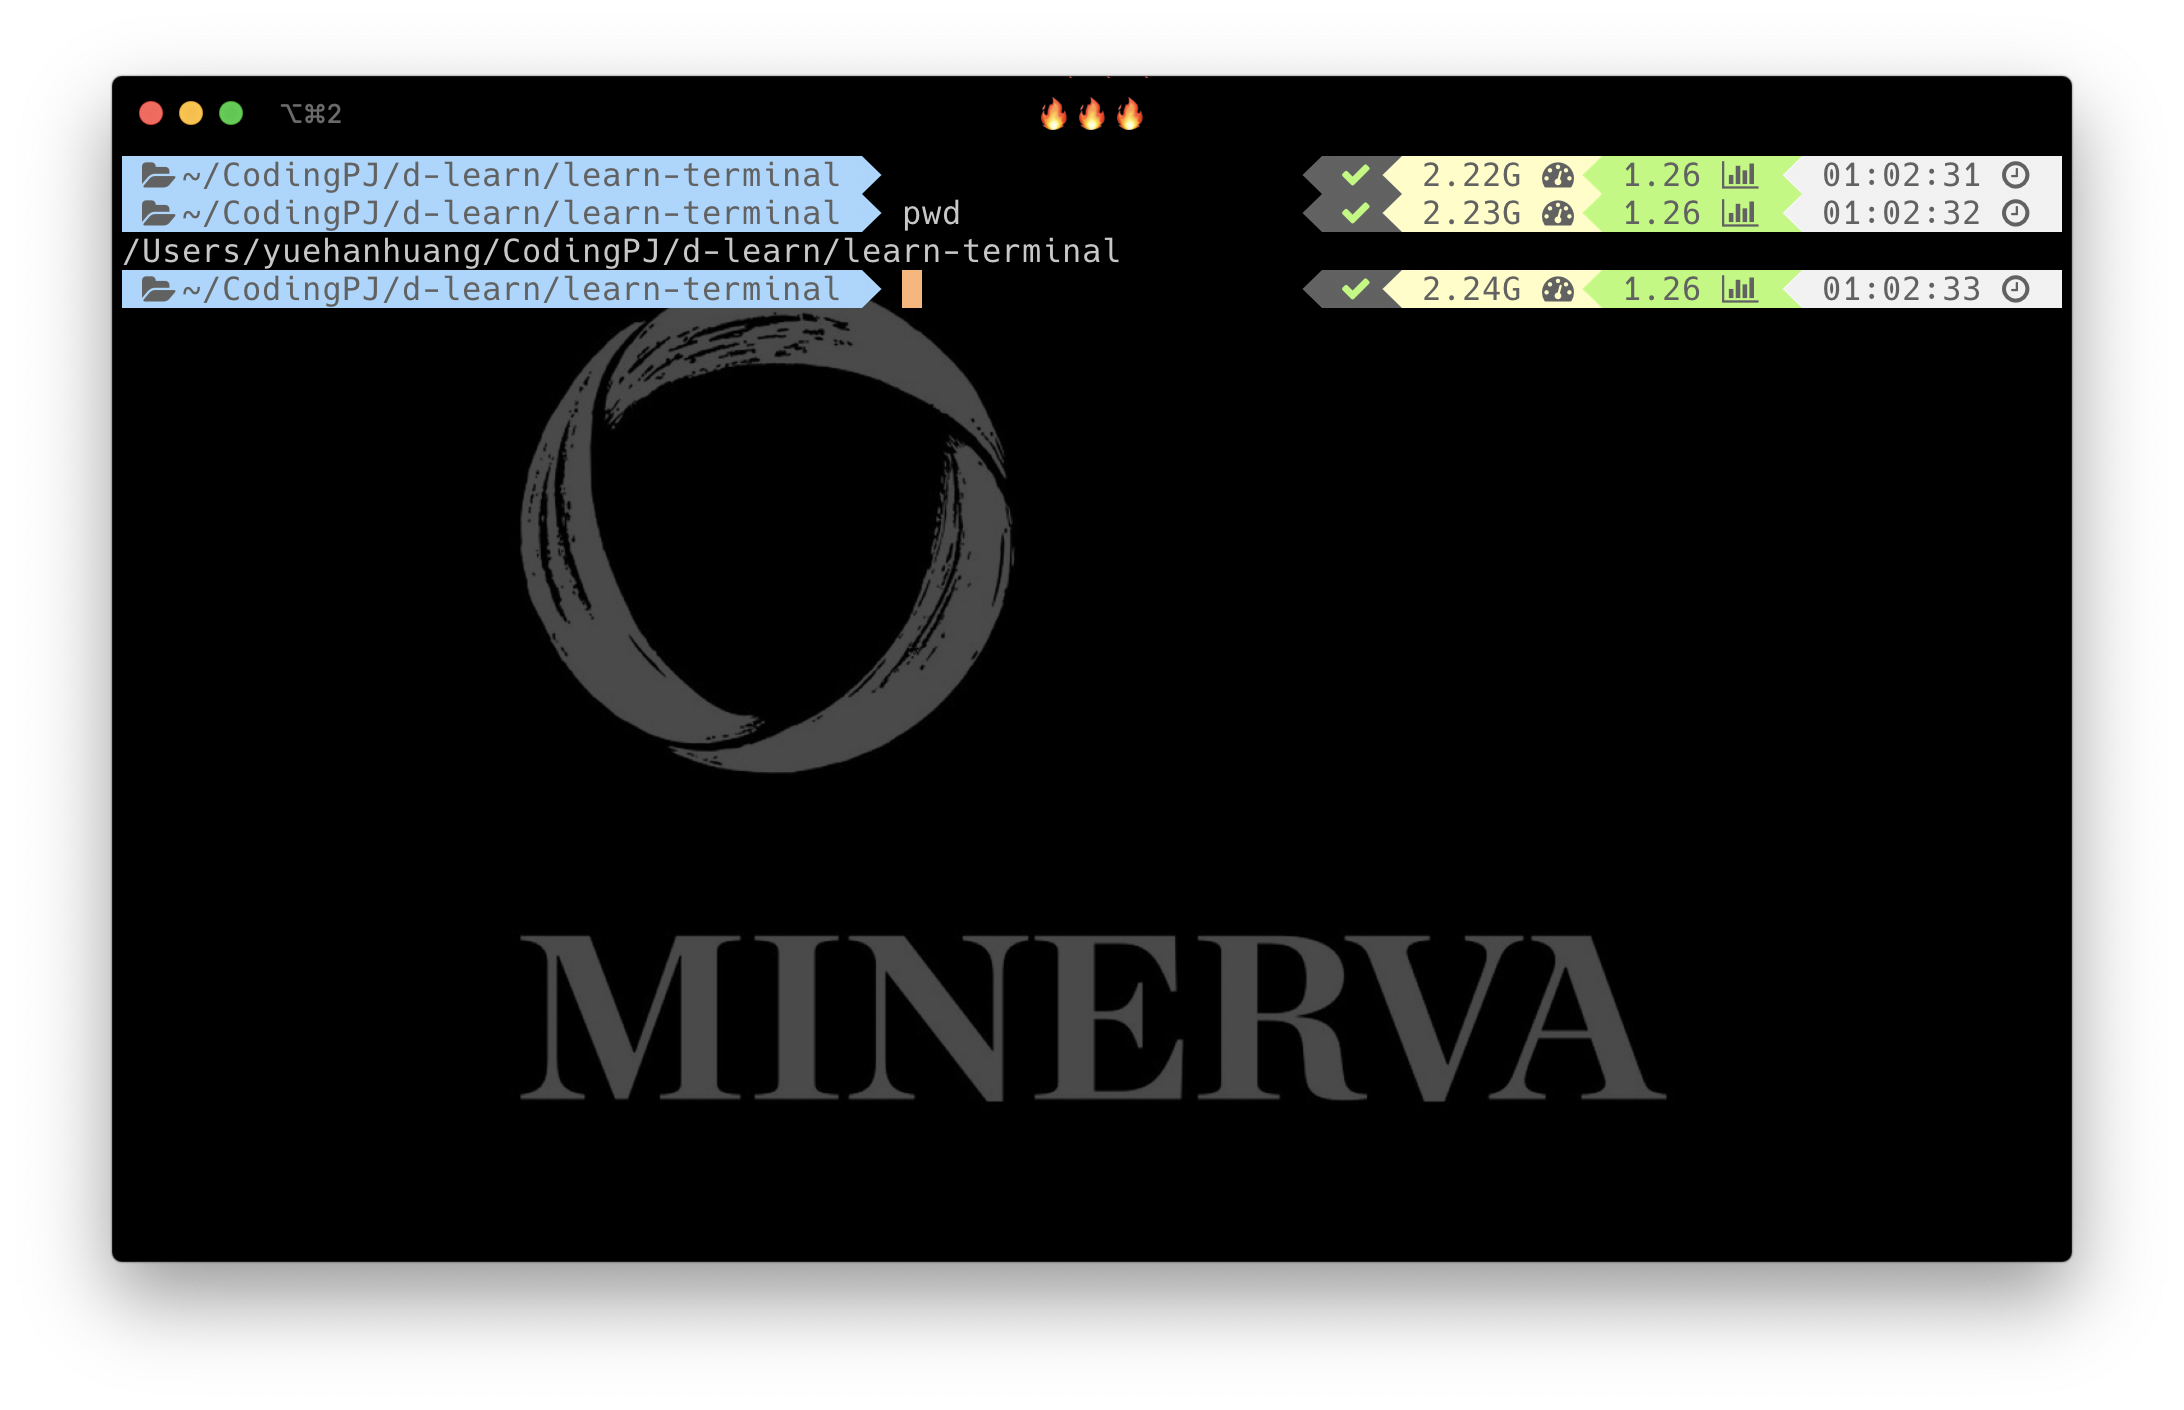 ⌥⌘2 🔥🔥🔥
~/CodingPJ/d-learn/learn-terminal 2.22G 1.26 01:02:31
~/CodingPJ/d-learn/learn-terminal pwd 2.23G 1.26 01:02:32
/Users/yuehanhuang/CodingPJ/d-learn/learn-terminal
~/CodingPJ/d-learn/learn-terminal 2.24G 1.26 01:02:33
MINERVA